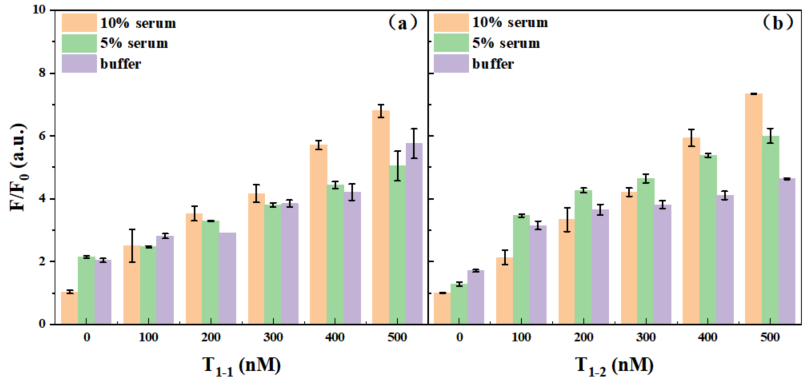 10
8
6
4
2
0
F/F0 (a.u.)
10% serum
5% serum
buffer
(a)
0 100 200 300 400 500
T1-1 (nM)
10% serum
5% serum
buffer
(b)
0 100 200 300 400 500
T1-2 (nM)